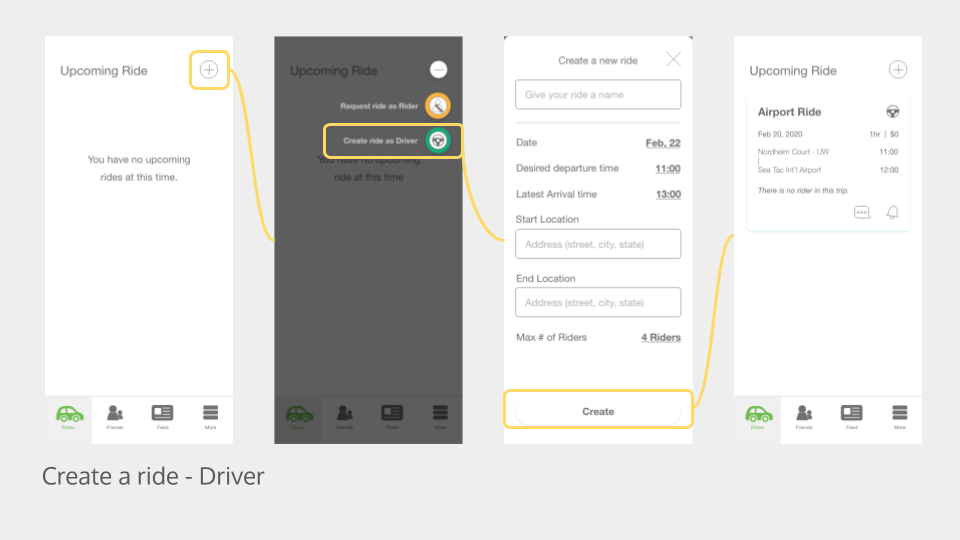 Upcoming Ride
You have no upcoming
rides at this time.
Rides
Friends
Feed
More
Upcoming Ride
Request ride as Rider
Create ride as Driver
You have no upcoming
ride at this time
Rides
Friends
Feed
More
Create a new ride
Give your ride a name
Date
Feb, 22
Desired departure time
11:00
Latest Arrival time
13:00
Start Location
Address (street, city, state)
End Location
Address (street, city, state)
Max # of Riders
4 Riders
Create
Upcoming Ride
Airport Ride
Feb 20, 2020
1hr | $0
Nordheim Court - UW
11:00
|
Sea Tac Int'l Airport
12:00
There is no rider in this trip.
Rides
Friends
Feed
More
Create a ride - Driver